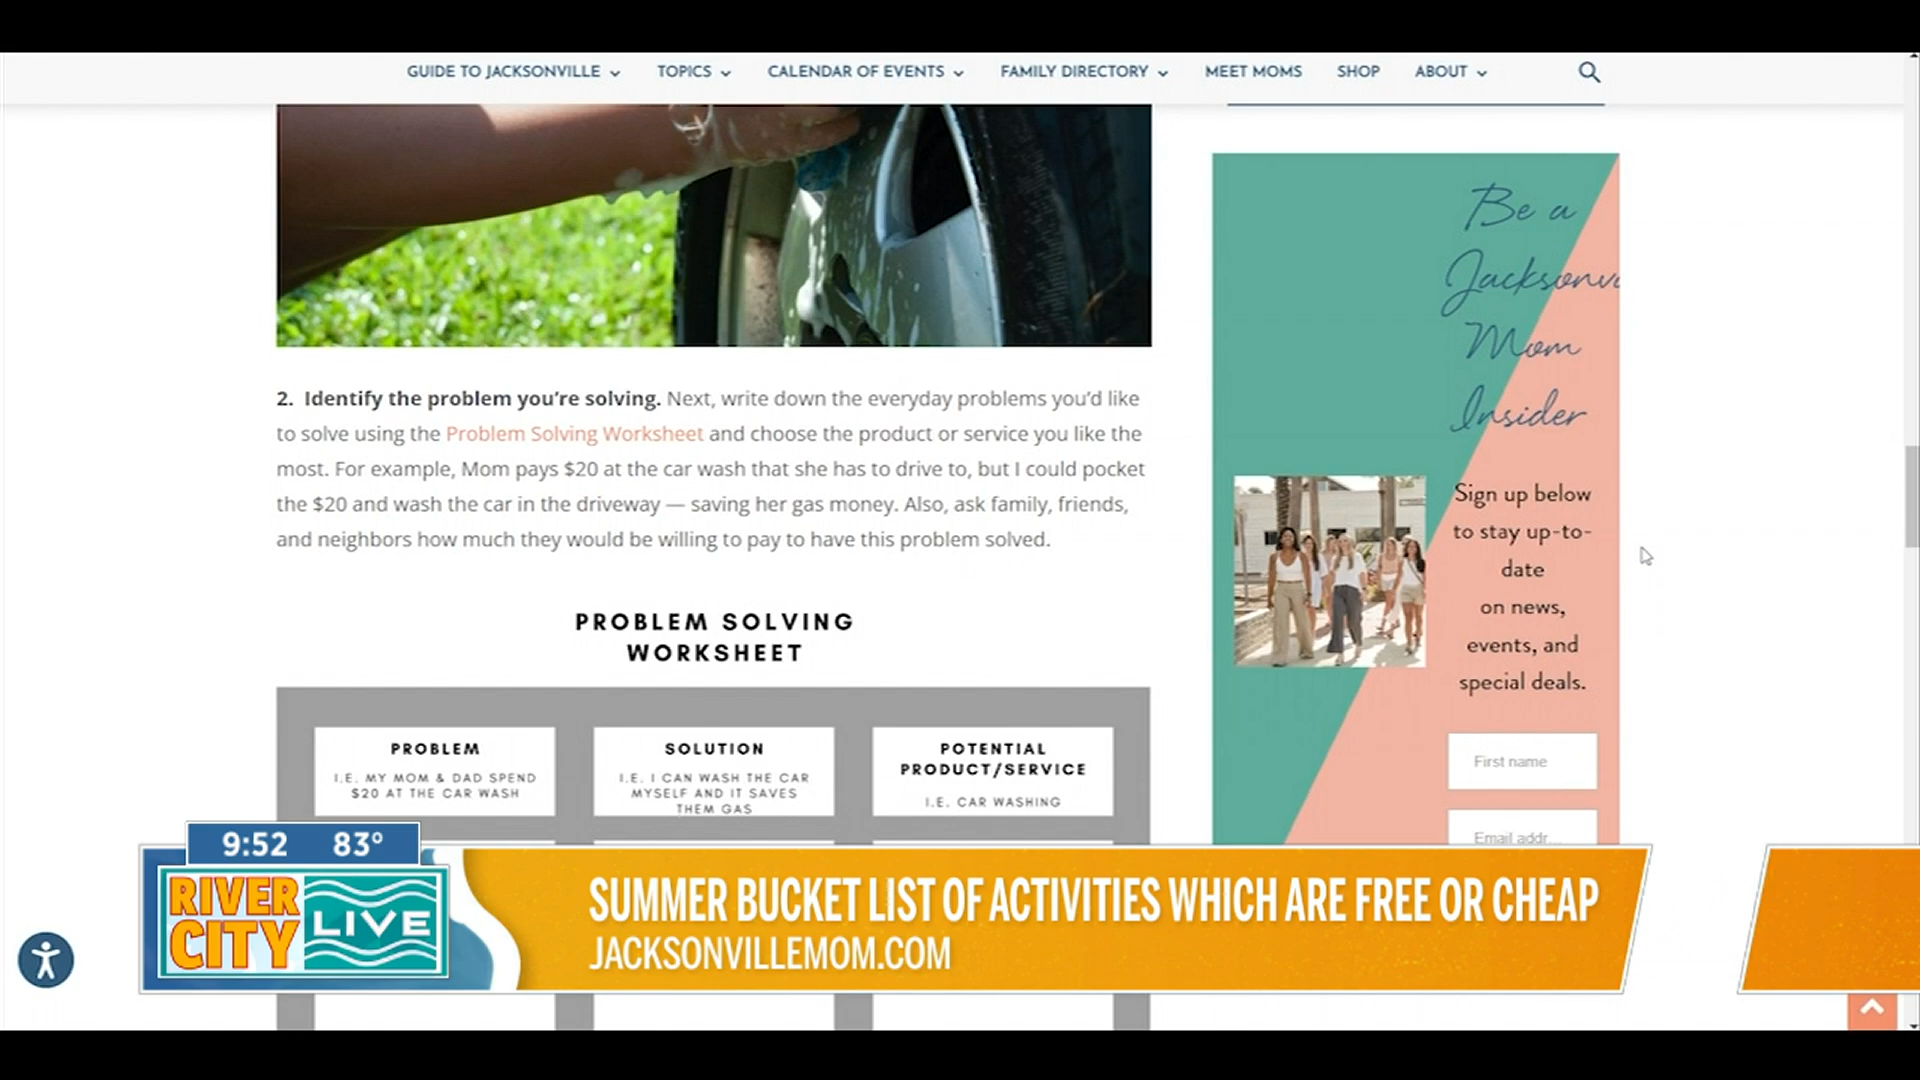 GUIDE TO JACKSONVILLE TOPICS CALENDAR OF EVENTS FAMILY DIRECTORY MEET MOMS SHOP ABOUT
2. Identify the problem you're solving. Next, write down the everyday problems you'd like
to solve using the Problem Solving Worksheet and choose the product or service you like the
most. For example, Mom pays $20 at the car wash that she has to drive to, but I could pocket
the $20 and wash the car in the driveway — saving her gas money. Also, ask family, friends,
and neighbors how much they would be willing to pay to have this problem solved.
PROBLEM SOLVING
WORKSHEET
PROBLEM
I.E. MY MOM & DAD SPEND
$20 AT THE CAR WASH
SOLUTION
I.E. I CAN WASH THE CAR
MYSELF AND IT SAVES
THEM GAS
POTENTIAL
PRODUCT/SERVICE
I.E. CAR WASHING
Be a
Jacksonv
Mom
Insider
Sign up below
to stay up-to-
date
on news,
events, and
special deals.
First name
Email addr...
9:52 83°
RIVER
CITY
LIVE
SUMMER BUCKET LIST OF ACTIVITIES WHICH ARE FREE OR CHEAP
JACKSONVILLEMOM.COM